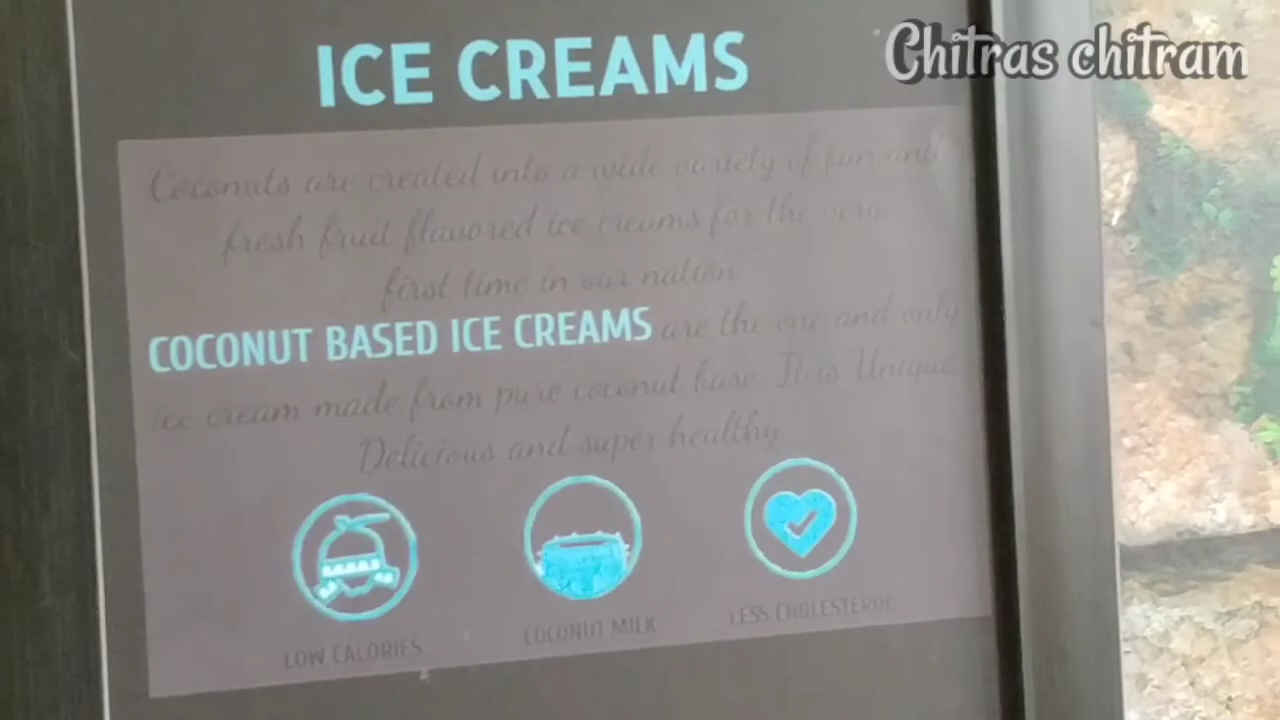 Chitras chitram
ICE CREAMS
Coconuts are created into a wide variety of fun and
fresh fruit flavored ice creams for the very
first time in our nation
COCONUT BASED ICE CREAMS are the one and only
ice cream made from pure coconut base. It is Unique
Delicious and super healthy
LOW CALORIES
COCONUT MILK
LESS CHOLESTEROL